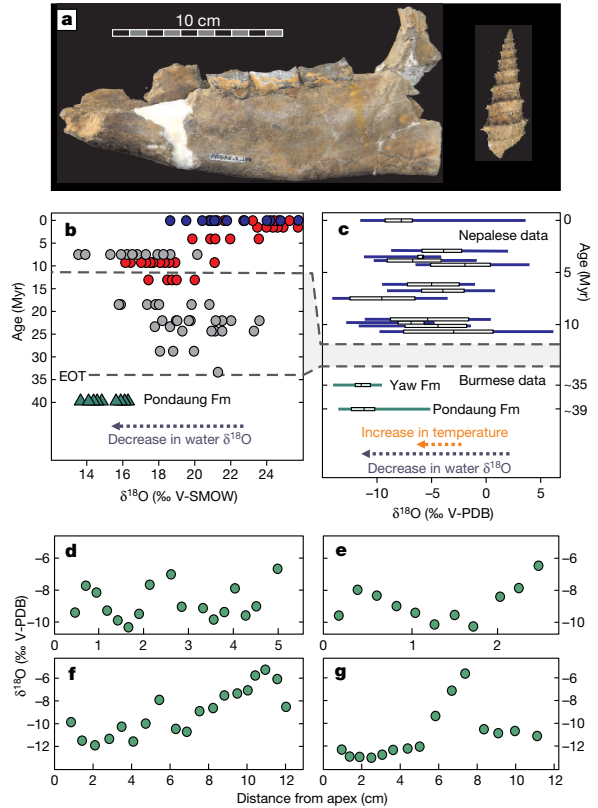 a
10 cm
b
0
5
10
15
20
25
30
35
40
Age (Myr)
EOT
Pondaung Fm
Decrease in water δ¹⁸O
14 16 18 20 22 24 26
δ¹⁸O (‰ V-SMOW)
c
Nepalese data
0
5
10
Age (Myr)
Burmese data
Yaw Fm
~35
Pondaung Fm
~39
Increase in temperature
Decrease in water δ¹⁸O
−10 −5 0 5
δ¹⁸O (‰ V-PDB)
d
−6
−8
−10
0 1 2 3 4 5
e
−6
−8
−10
0 1 2
δ¹⁸O (‰ V-PDB)
f
−6
−8
−10
−12
0 2 4 6 8 10 12
g
−6
−8
−10
−12
0 2 4 6 8 10 12
Distance from apex (cm)